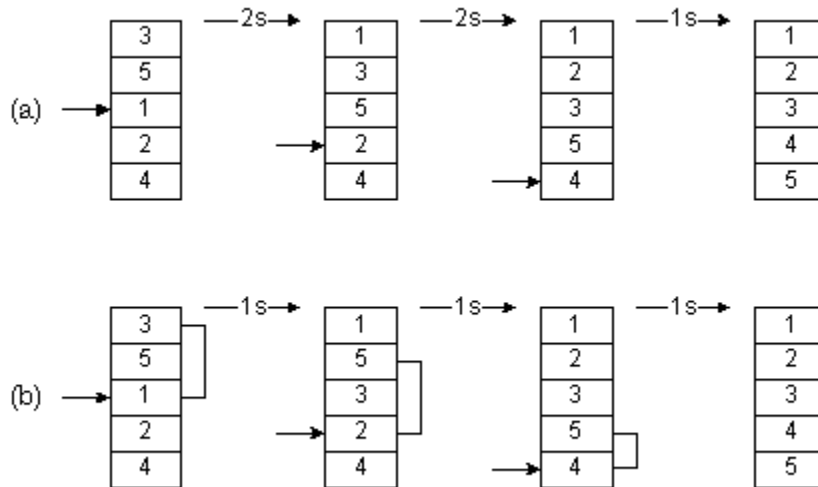 3 2s 1 2s 1 1s 1
5 3 2 2
(a) 1 5 3 3
2 2 5 4
4 4 4 5
3 1s 1 1s 1 1s 1
5 5 2 2
(b) 1 3 3 3
2 2 5 4
4 4 4 5